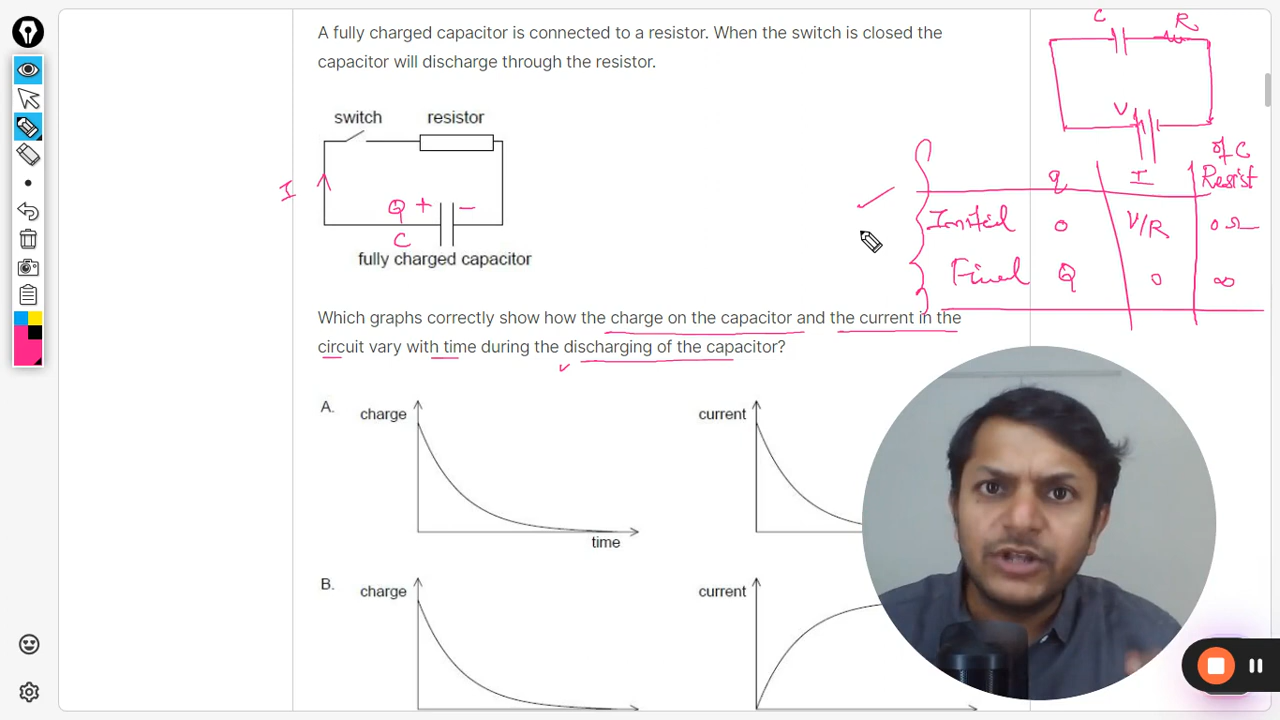 A fully charged capacitor is connected to a resistor. When the switch is closed the
capacitor will discharge through the resistor.
C
R
V
switch
resistor
I
Q + −
C
fully charged capacitor
of C
q I Resist
Initial 0 V/R 0 Ω
Final Q 0 ∞
Which graphs correctly show how the charge on the capacitor and the current in the
circuit vary with time during the discharging of the capacitor?
A.
charge
time
current
B.
charge
current